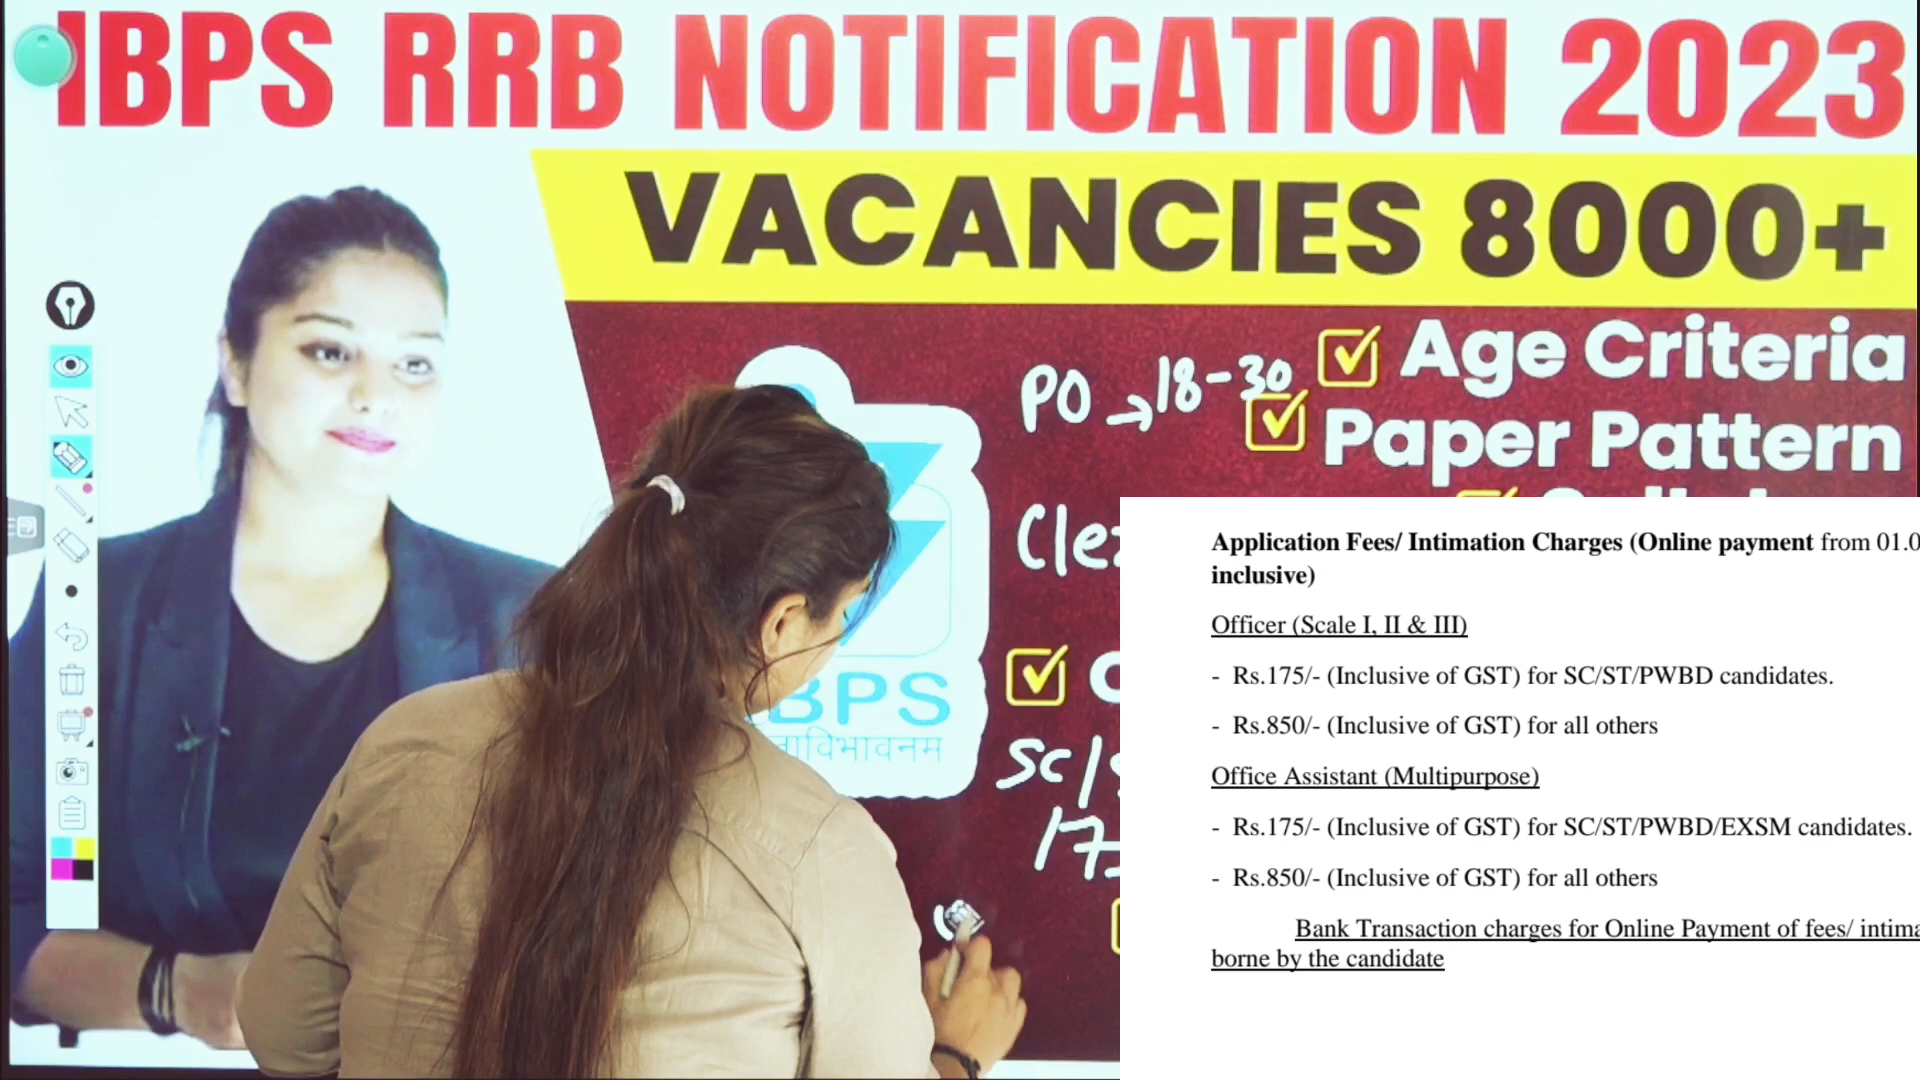 IBPS RRB NOTIFICATION 2023
VACANCIES 8000+
Age Criteria
PO → 18-30
Paper Pattern
BPS
SC/
17
Application Fees/ Intimation Charges (Online payment from 01.0
inclusive)
Officer (Scale I, II & III)
- Rs.175/- (Inclusive of GST) for SC/ST/PWBD candidates.
- Rs.850/- (Inclusive of GST) for all others
Office Assistant (Multipurpose)
- Rs.175/- (Inclusive of GST) for SC/ST/PWBD/EXSM candidates.
- Rs.850/- (Inclusive of GST) for all others
Bank Transaction charges for Online Payment of fees/ intima
borne by the candidate